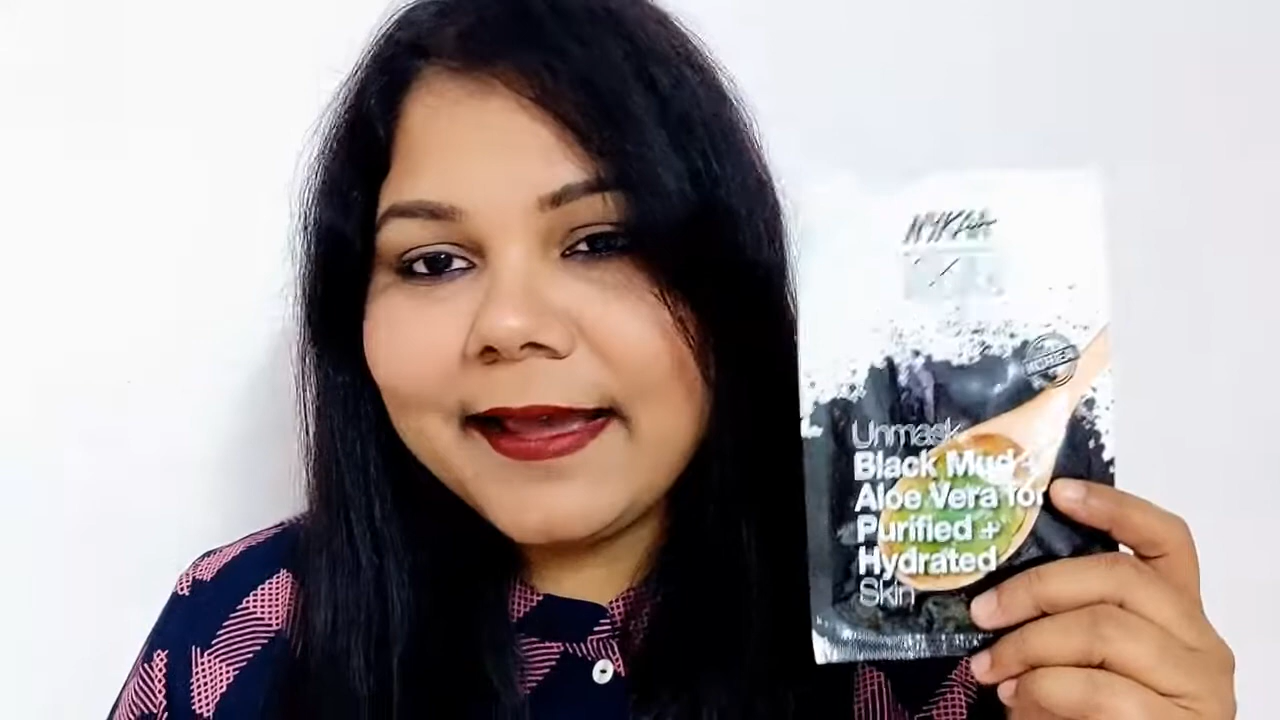 NYKAA
Unmask
Black Mud +
Aloe Vera for
Purified +
Hydrated
Skin